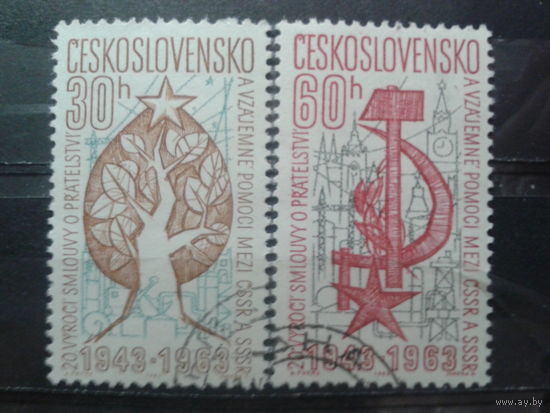 ČESKOSLOVENSKO
30h
20.VÝROČÍ SMLOUVY O PŘÁTELSTVÍ
A VZÁJEMNÉ POMOCI MEZI ČSSR A SSSR
1943-1963
ČESKOSLOVENSKO
60h
20.VÝROČÍ SMLOUVY O PŘÁTELSTVÍ
A VZÁJEMNÉ POMOCI MEZI ČSSR A SSSR
1943-1963
www.ay.by